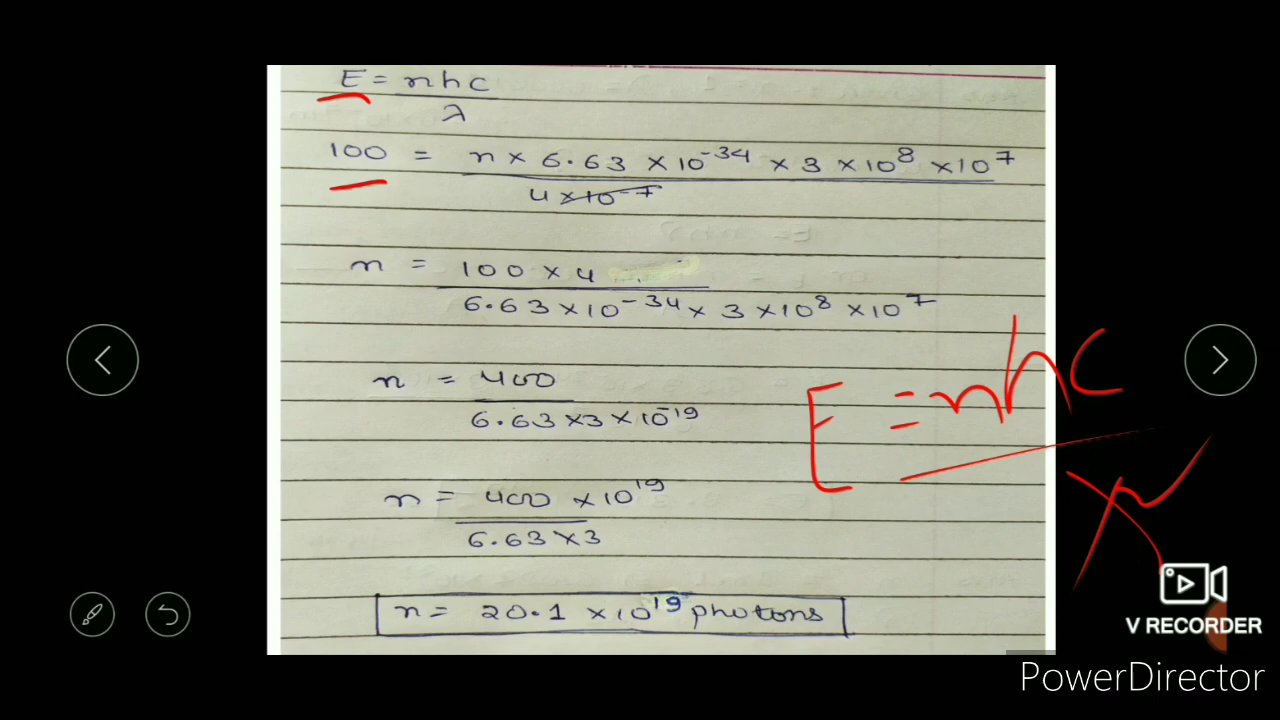 E = nhc
λ
100 = n × 6.63 × 10⁻³⁴ × 3 × 10⁸ × 10⁷
4 × 10⁻⁷
n = 100 × 4
6.63 × 10⁻³⁴ × 3 × 10⁸ × 10⁷
n = 400
6.63 × 3 × 10⁻¹⁹
E = nhc
λ
n = 400 × 10¹⁹
6.63 × 3
n = 20.1 × 10¹⁹ photons
V RECORDER
PowerDirector